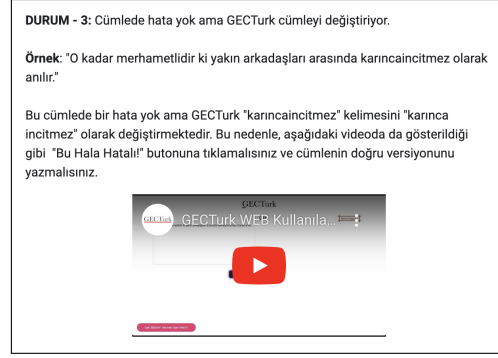 DURUM - 3: Cümlede hata yok ama GECTurk cümleyi değiştiriyor.
Örnek: "O kadar merhametlidir ki yakın arkadaşları arasında karıncaincitmez olarak
anılır."
Bu cümlede bir hata yok ama GECTurk "karıncaincitmez" kelimesini "karınca
incitmez" olarak değiştirmektedir. Bu nedenle, aşağıdaki videoda da gösterildiği
gibi "Bu Hala Hatalı!" butonuna tıklamalısınız ve cümlenin doğru versiyonunu
yazmalısınız.
GECTurk
GECTurk
GECTurk WEB Kullanıla...